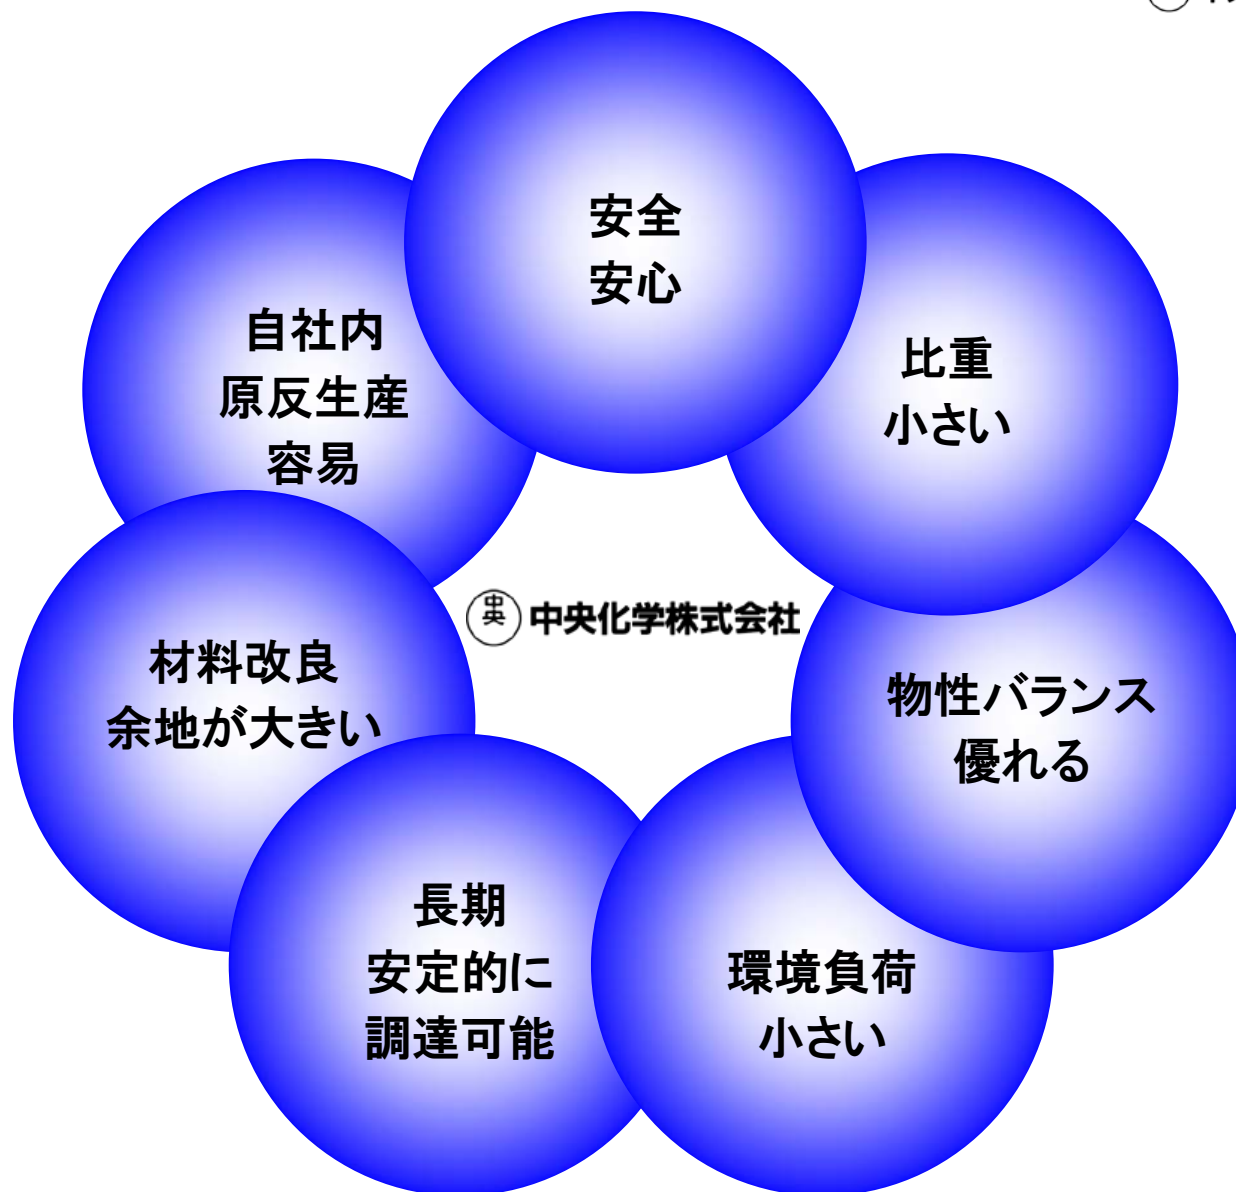 安全
安心
比重
小さい
物性バランス
優れる
環境負荷
小さい
長期
安定的に
調達可能
材料改良
余地が大きい
自社内
原反生産
容易
中央
中央化学株式会社